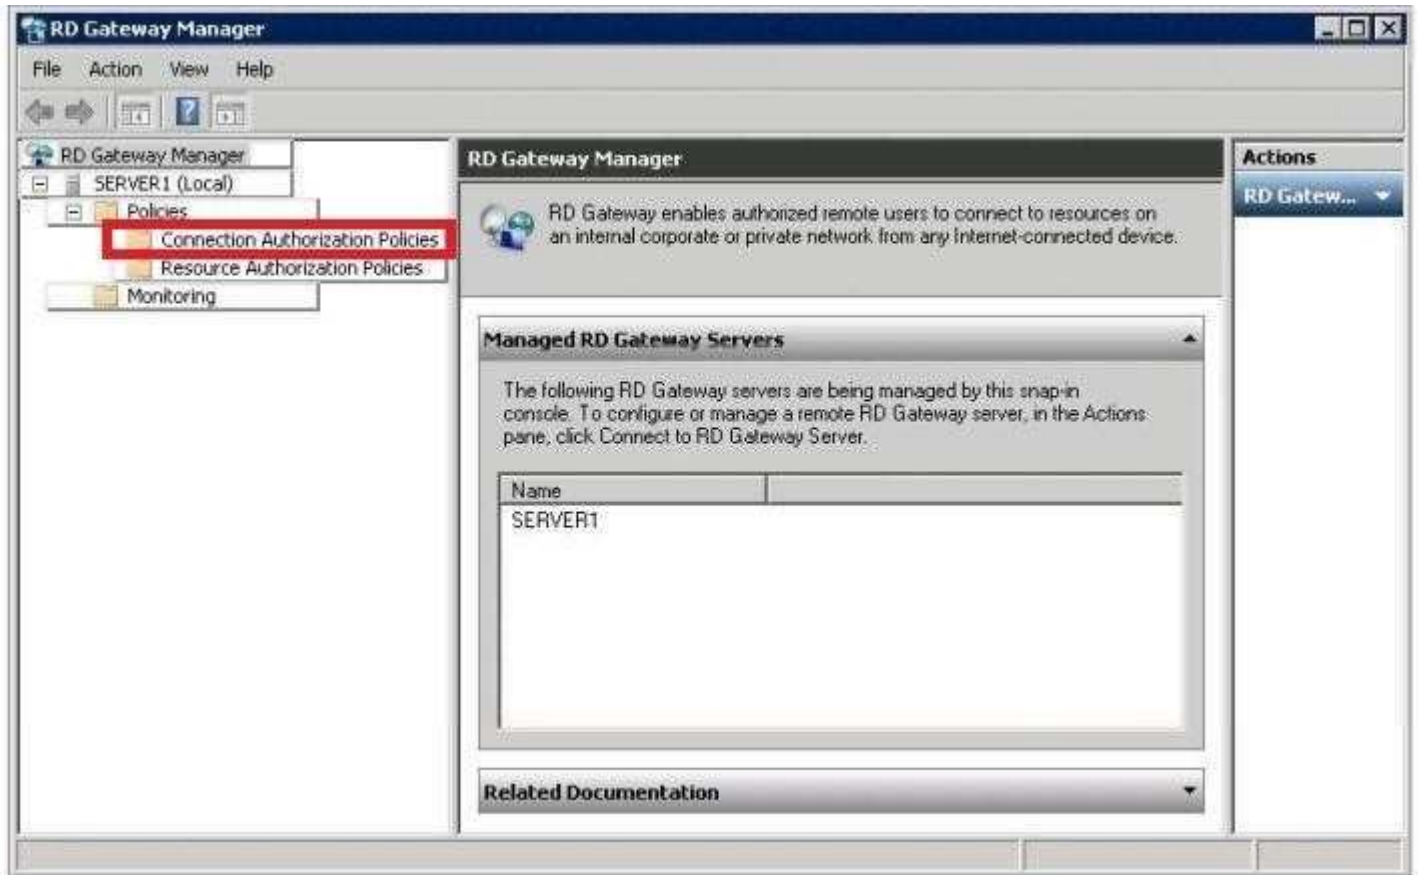 RD Gateway Manager
File Action View Help
RD Gateway Manager
SERVER1 (Local)
Policies
Connection Authorization Policies
Resource Authorization Policies
Monitoring
RD Gateway Manager
RD Gateway enables authorized remote users to connect to resources on
an internal corporate or private network from any Internet-connected device.
Managed RD Gateway Servers
The following RD Gateway servers are being managed by this snap-in
console. To configure or manage a remote RD Gateway server, in the Actions
pane, click Connect to RD Gateway Server.
Name
SERVER1
Related Documentation
Actions
RD Gatew...